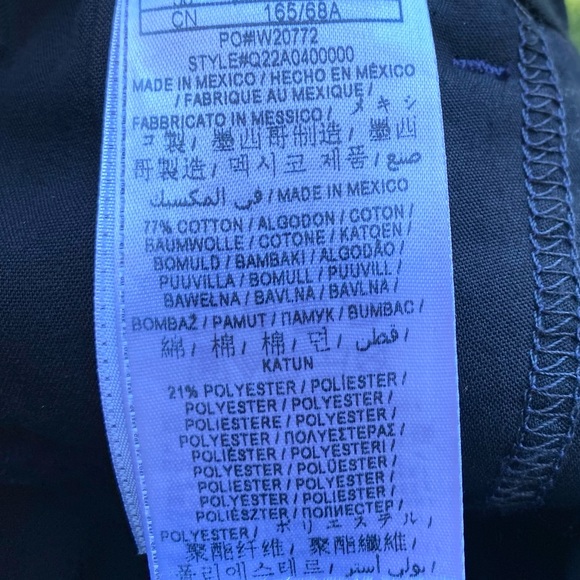 CN 165/68A
PO#W20772
STYLE#Q22A0400000
MADE IN MEXICO / HECHO EN MÉXICO
/ FABRIQUE AU MEXIQUE /
FABBRICATO IN MESSICO / メキシ
コ製 / 墨西哥制造 / 墨西
哥製造 / 멕시코 제품 / صنع
في المكسيك / MADE IN MEXICO
77% COTTON / ALGODON / COTON /
BAUMWOLLE / COTONE / KATOEN /
BOMULD / BAMBAKI / ALGODÃO /
PUUVILLA / BOMULL / PUUVILL /
BAWEŁNA / BAVLNA / BAVLNA /
BOMBAŽ / PAMUT / ПАМУК / BUMBAC /
綿 / 棉 / 棉 / 면 / قطن /
KATUN
21% POLYESTER / POLIÉSTER /
POLYESTER / POLYESTER /
POLIESTERE / POLYESTER /
POLYESTER / ΠΟΛΥΕΣΤΕΡΑΣ /
POLIÉSTER / POLYESTERI /
POLYESTER / POLÜESTER /
POLIESTER / POLYESTER /
POLYESTER / POLIESTER /
POLIÉSZTER / ПОЛИЕСТЕР /
POLYESTER / ポリエステル /
聚酯纤维 / 聚酯纖維 /
폴리에스테르 / بولي أستر /